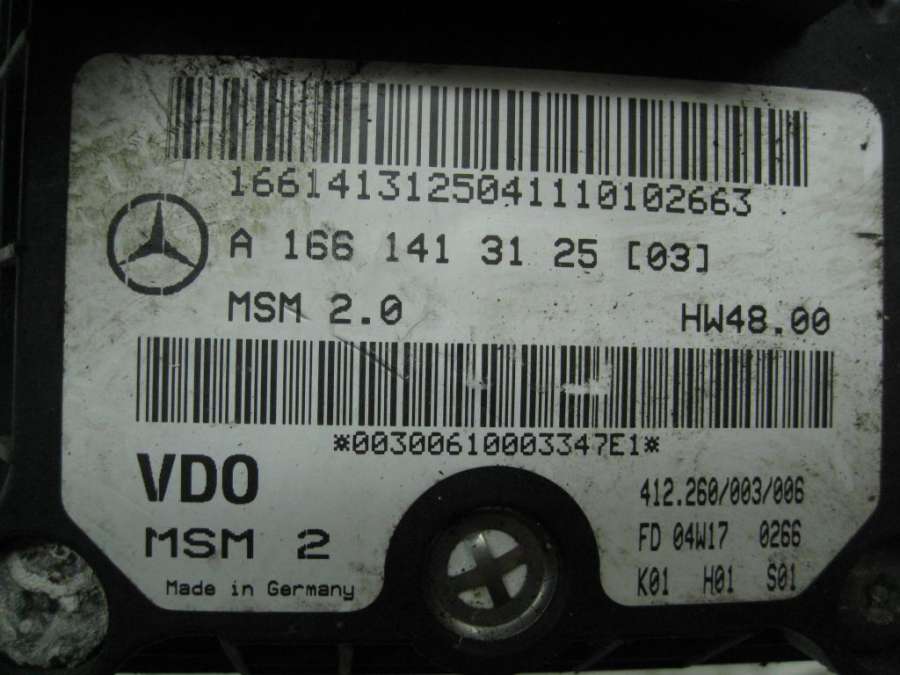 1661413125041110102663
A 166 141 31 25 [03]
MSM 2.0
HW48.00
*00300610003347E1*
VDO
MSM 2
Made in Germany
412.260/003/006
FD 04W17 0266
K01 H01 S01